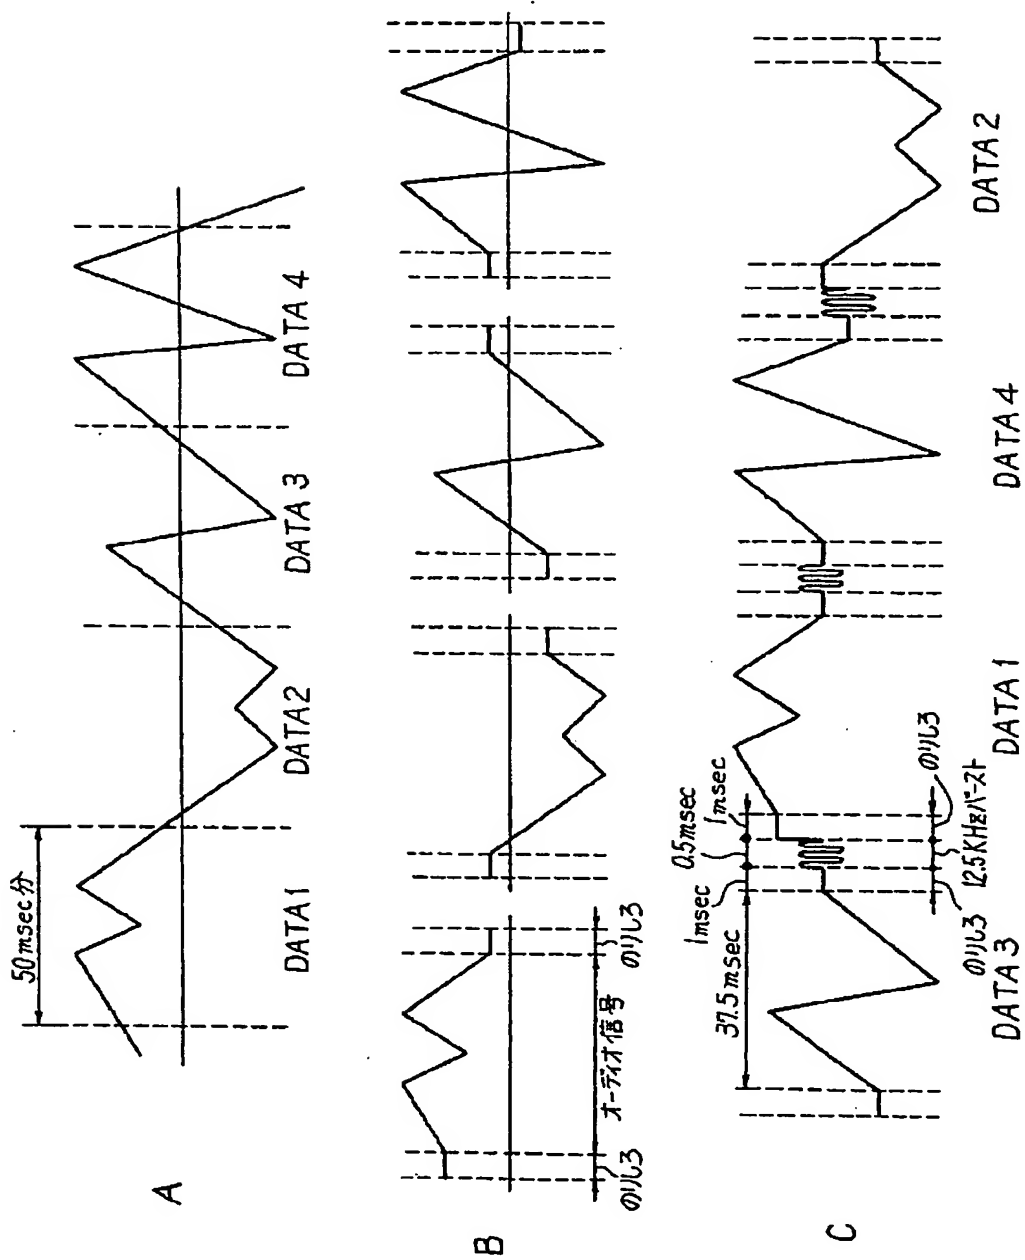 A
50msec分
DATA1
DATA2
DATA3
DATA4
B
のりしろ
オーディオ信号
のりしろ
C
37.5msec
1msec
0.5msec
1msec
のりしろ
12.5KHzバースト
のりしろ
DATA3
DATA1
DATA4
DATA2